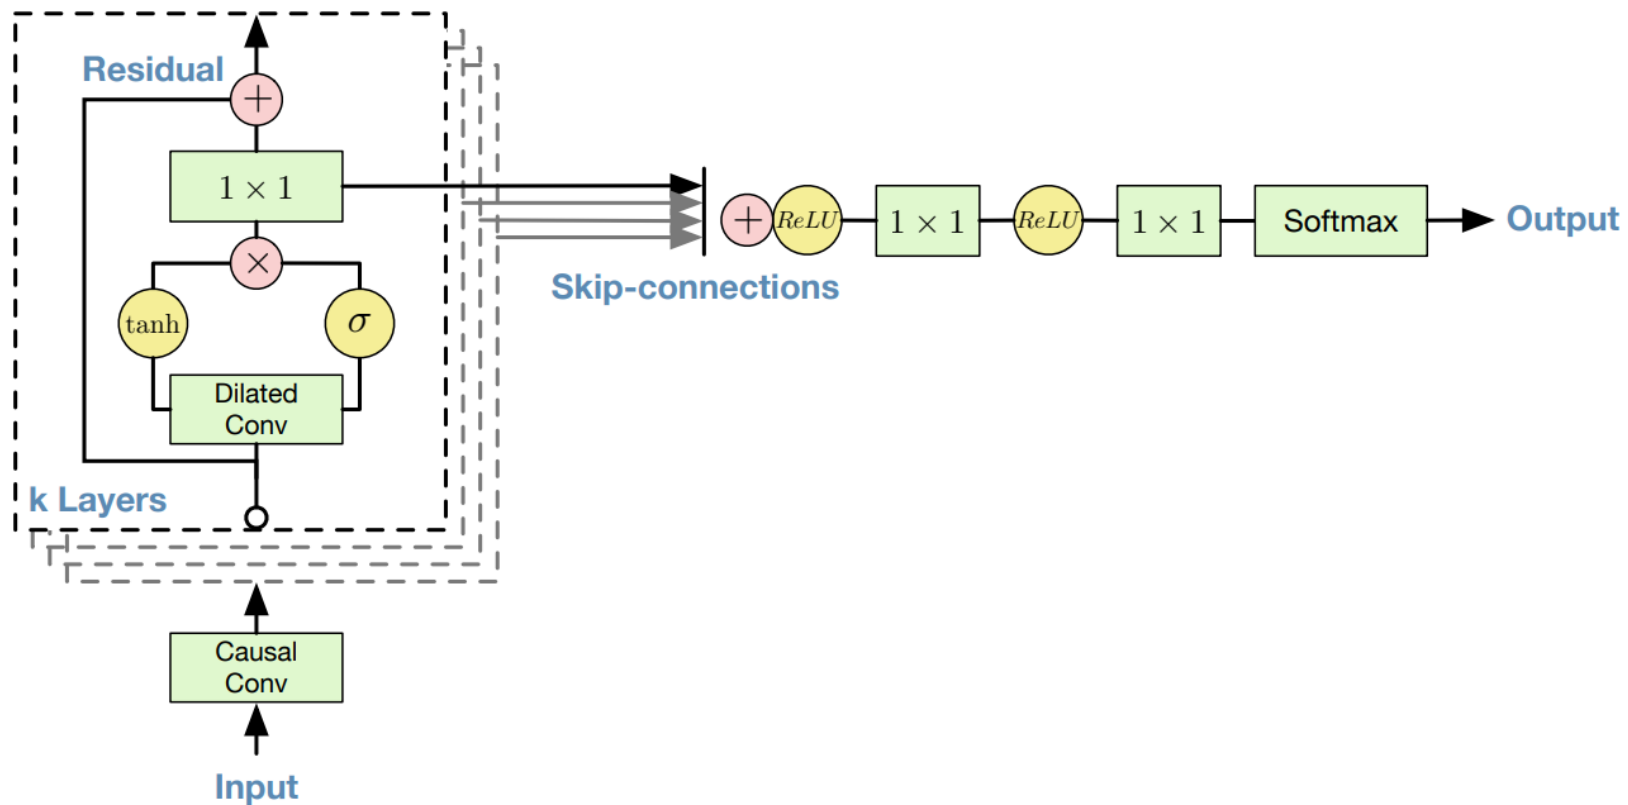 Residual
+
1 × 1
×
tanh
σ
Dilated
Conv
k Layers
Causal
Conv
Input
+
ReLU
1 × 1
ReLU
1 × 1
Softmax
Output
Skip-connections